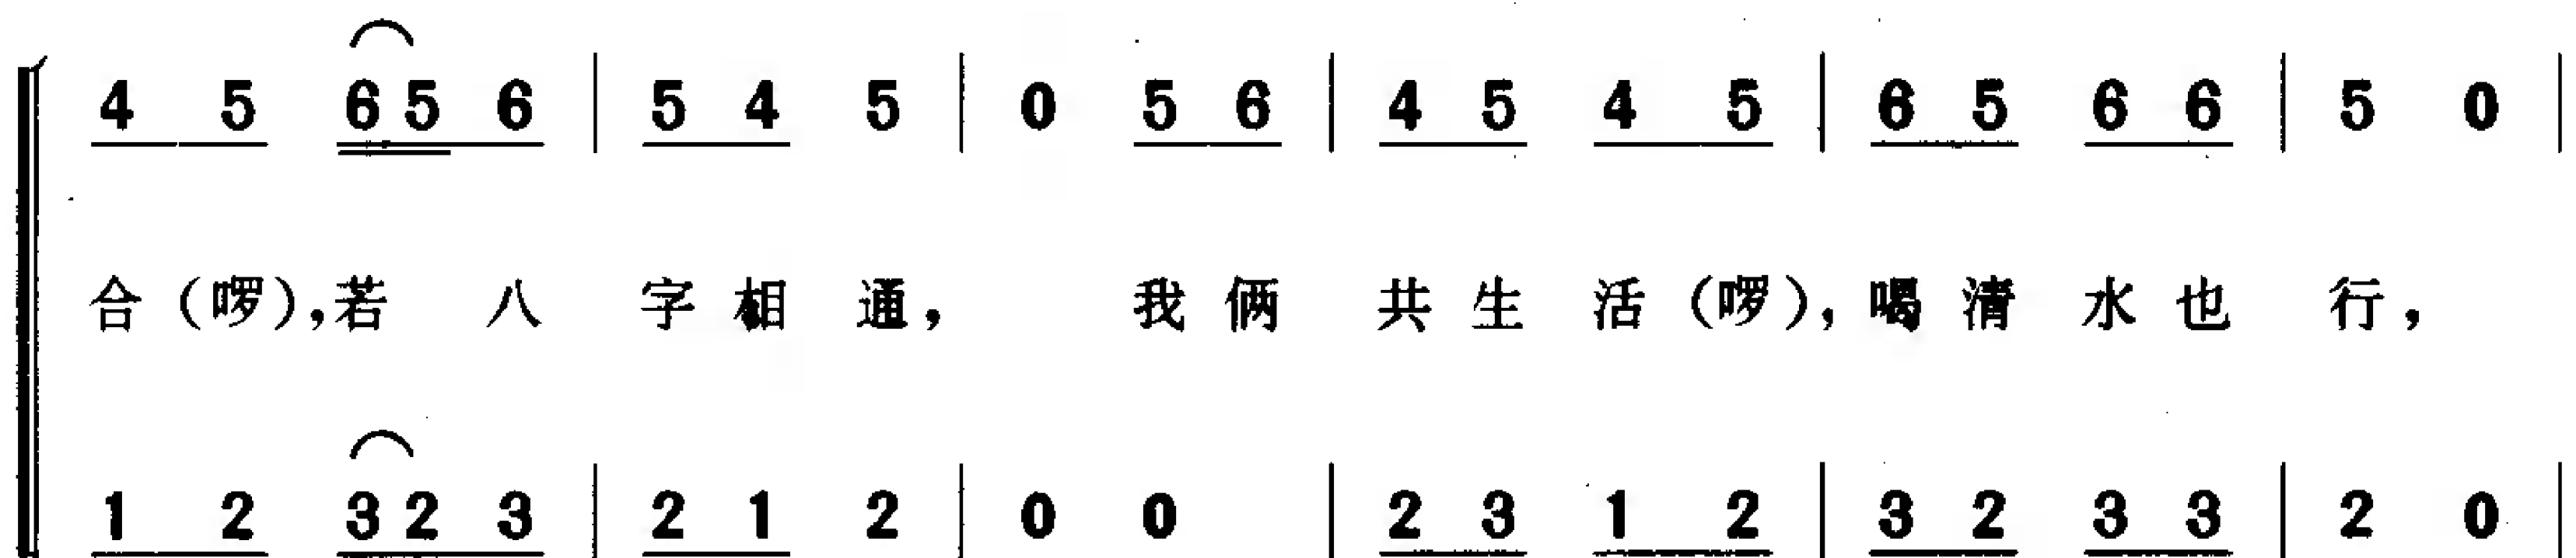 4 5 6 5 6 | 5 4 5 | 0 5 6 | 4 5 4 5 | 6 5 6 6 | 5 0 |
合(啰),若 八 字 相 通, 我 俩 共 生 活(啰),喝 清 水 也 行,
1 2 3 2 3 | 2 1 2 | 0 0 | 2 3 1 2 | 3 2 3 3 | 2 0 |